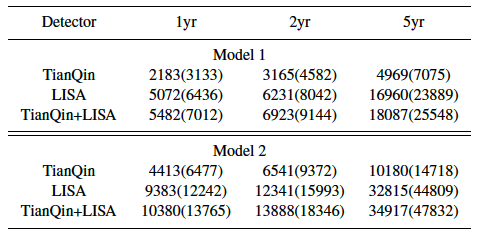 Detector 1yr 2yr 5yr
Model 1
TianQin 2183(3133) 3165(4582) 4969(7075)
LISA 5072(6436) 6231(8042) 16960(23889)
TianQin+LISA 5482(7012) 6923(9144) 18087(25548)
Model 2
TianQin 4413(6477) 6541(9372) 10180(14718)
LISA 9383(12242) 12341(15993) 32815(44809)
TianQin+LISA 10380(13765) 13888(18346) 34917(47832)